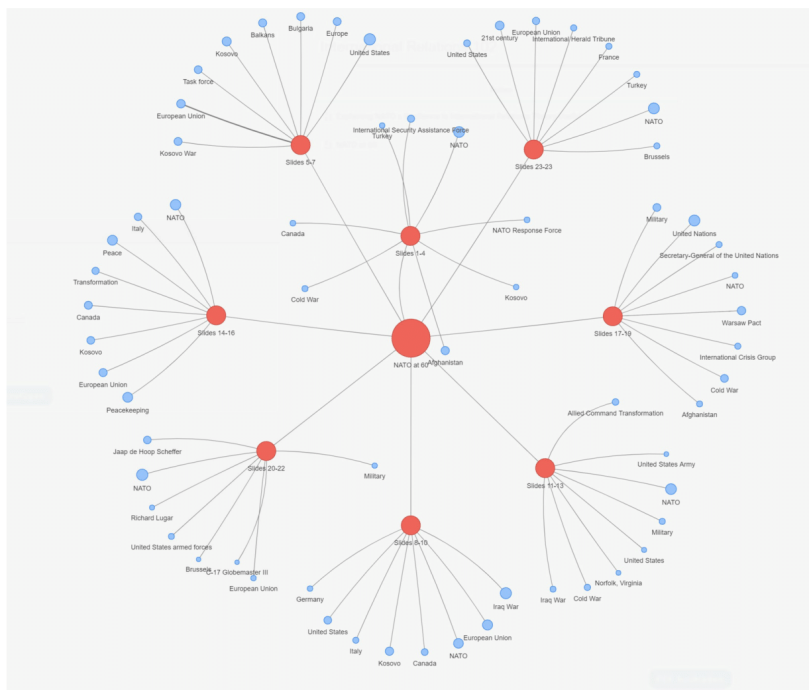 Bulgaria
Balkans
Europe
Kosovo
United States
Task force
European Union
Kosovo War
Slides 5-7
European Union
21st century
International Herald Tribune
United States
France
Turkey
NATO
Brussels
Slides 23-23
International Security Assistance Force
Turkey
NATO
Canada
NATO Response Force
Slides 1-4
Cold War
Kosovo
Afghanistan
NATO at 60
NATO
Italy
Peace
Transformation
Canada
Slides 14-16
Kosovo
European Union
Peacekeeping
Military
United Nations
Secretary-General of the United Nations
NATO
Warsaw Pact
Slides 17-19
International Crisis Group
Cold War
Afghanistan
Jaap de Hoop Scheffer
Slides 20-22
Military
NATO
Richard Lugar
United States armed forces
Brussels
C-17 Globemaster III
European Union
Allied Command Transformation
United States Army
Slides 11-13
NATO
Military
United States
Norfolk, Virginia
Iraq War
Cold War
Slides 8-10
Germany
Iraq War
United States
European Union
Italy
Kosovo
Canada
NATO